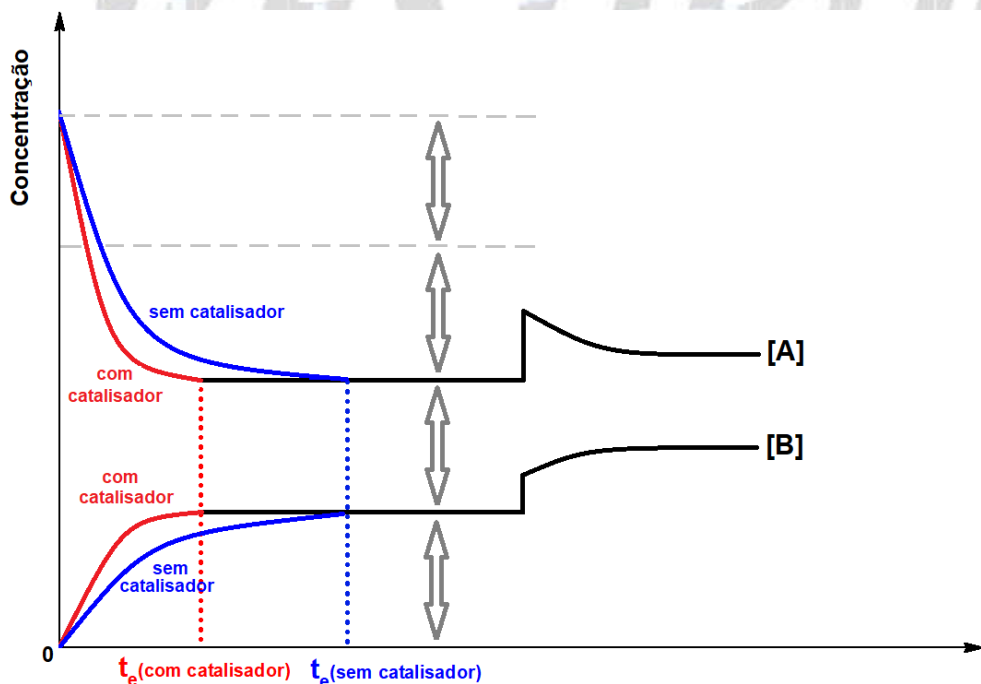 Concentração
sem catalisador
com
catalisador
[A]
[B]
com
catalisador
sem
catalisador
0
te(com catalisador)
te(sem catalisador)